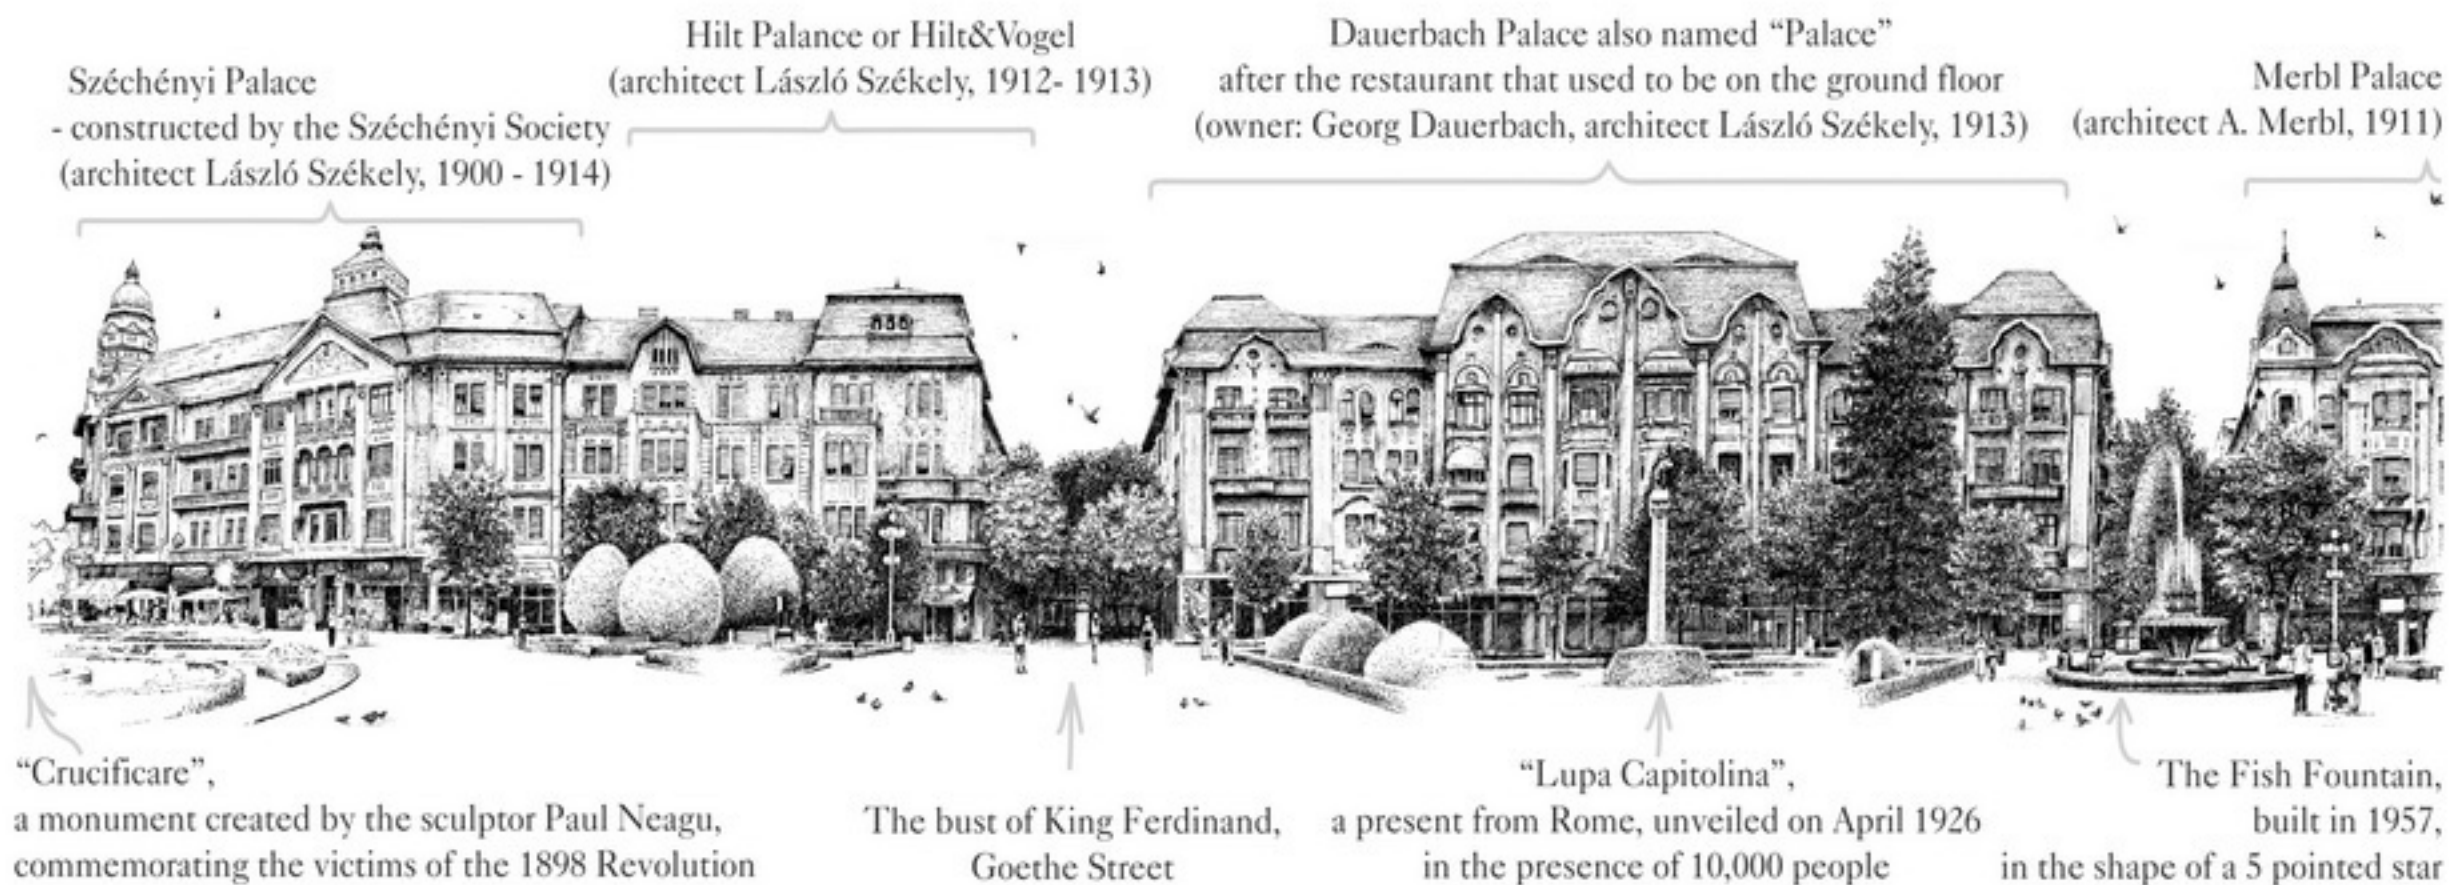 Széchényi Palace
- constructed by the Széchényi Society
(architect László Székely, 1900 - 1914)
Hilt Palance or Hilt&Vogel
(architect László Székely, 1912- 1913)
Dauerbach Palace also named “Palace”
after the restaurant that used to be on the ground floor
(owner: Georg Dauerbach, architect László Székely, 1913)
Merbl Palace
(architect A. Merbl, 1911)
“Crucificare”,
a monument created by the sculptor Paul Neagu,
commemorating the victims of the 1898 Revolution
The bust of King Ferdinand,
Goethe Street
“Lupa Capitolina”,
a present from Rome, unveiled on April 1926
in the presence of 10,000 people
The Fish Fountain,
built in 1957,
in the shape of a 5 pointed star